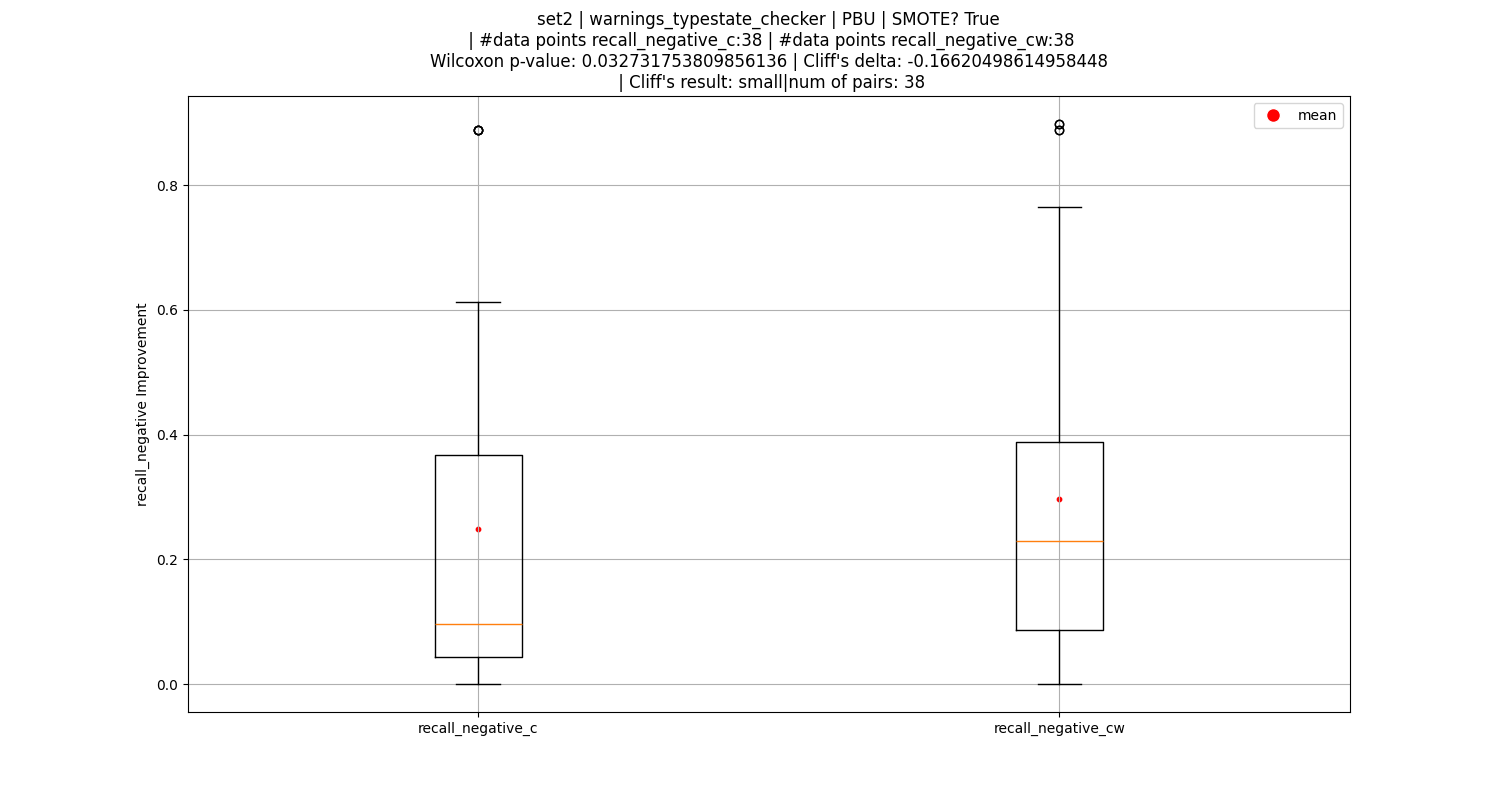 set2 | warnings_typestate_checker | PBU | SMOTE? True
| #data points recall_negative_c:38 | #data points recall_negative_cw:38
Wilcoxon p-value: 0.032731753809856136 | Cliff's delta: -0.16620498614958448
| Cliff's result: small|num of pairs: 38
mean
0.8
0.6
0.4
0.2
0.0
recall_negative Improvement
recall_negative_c
recall_negative_cw